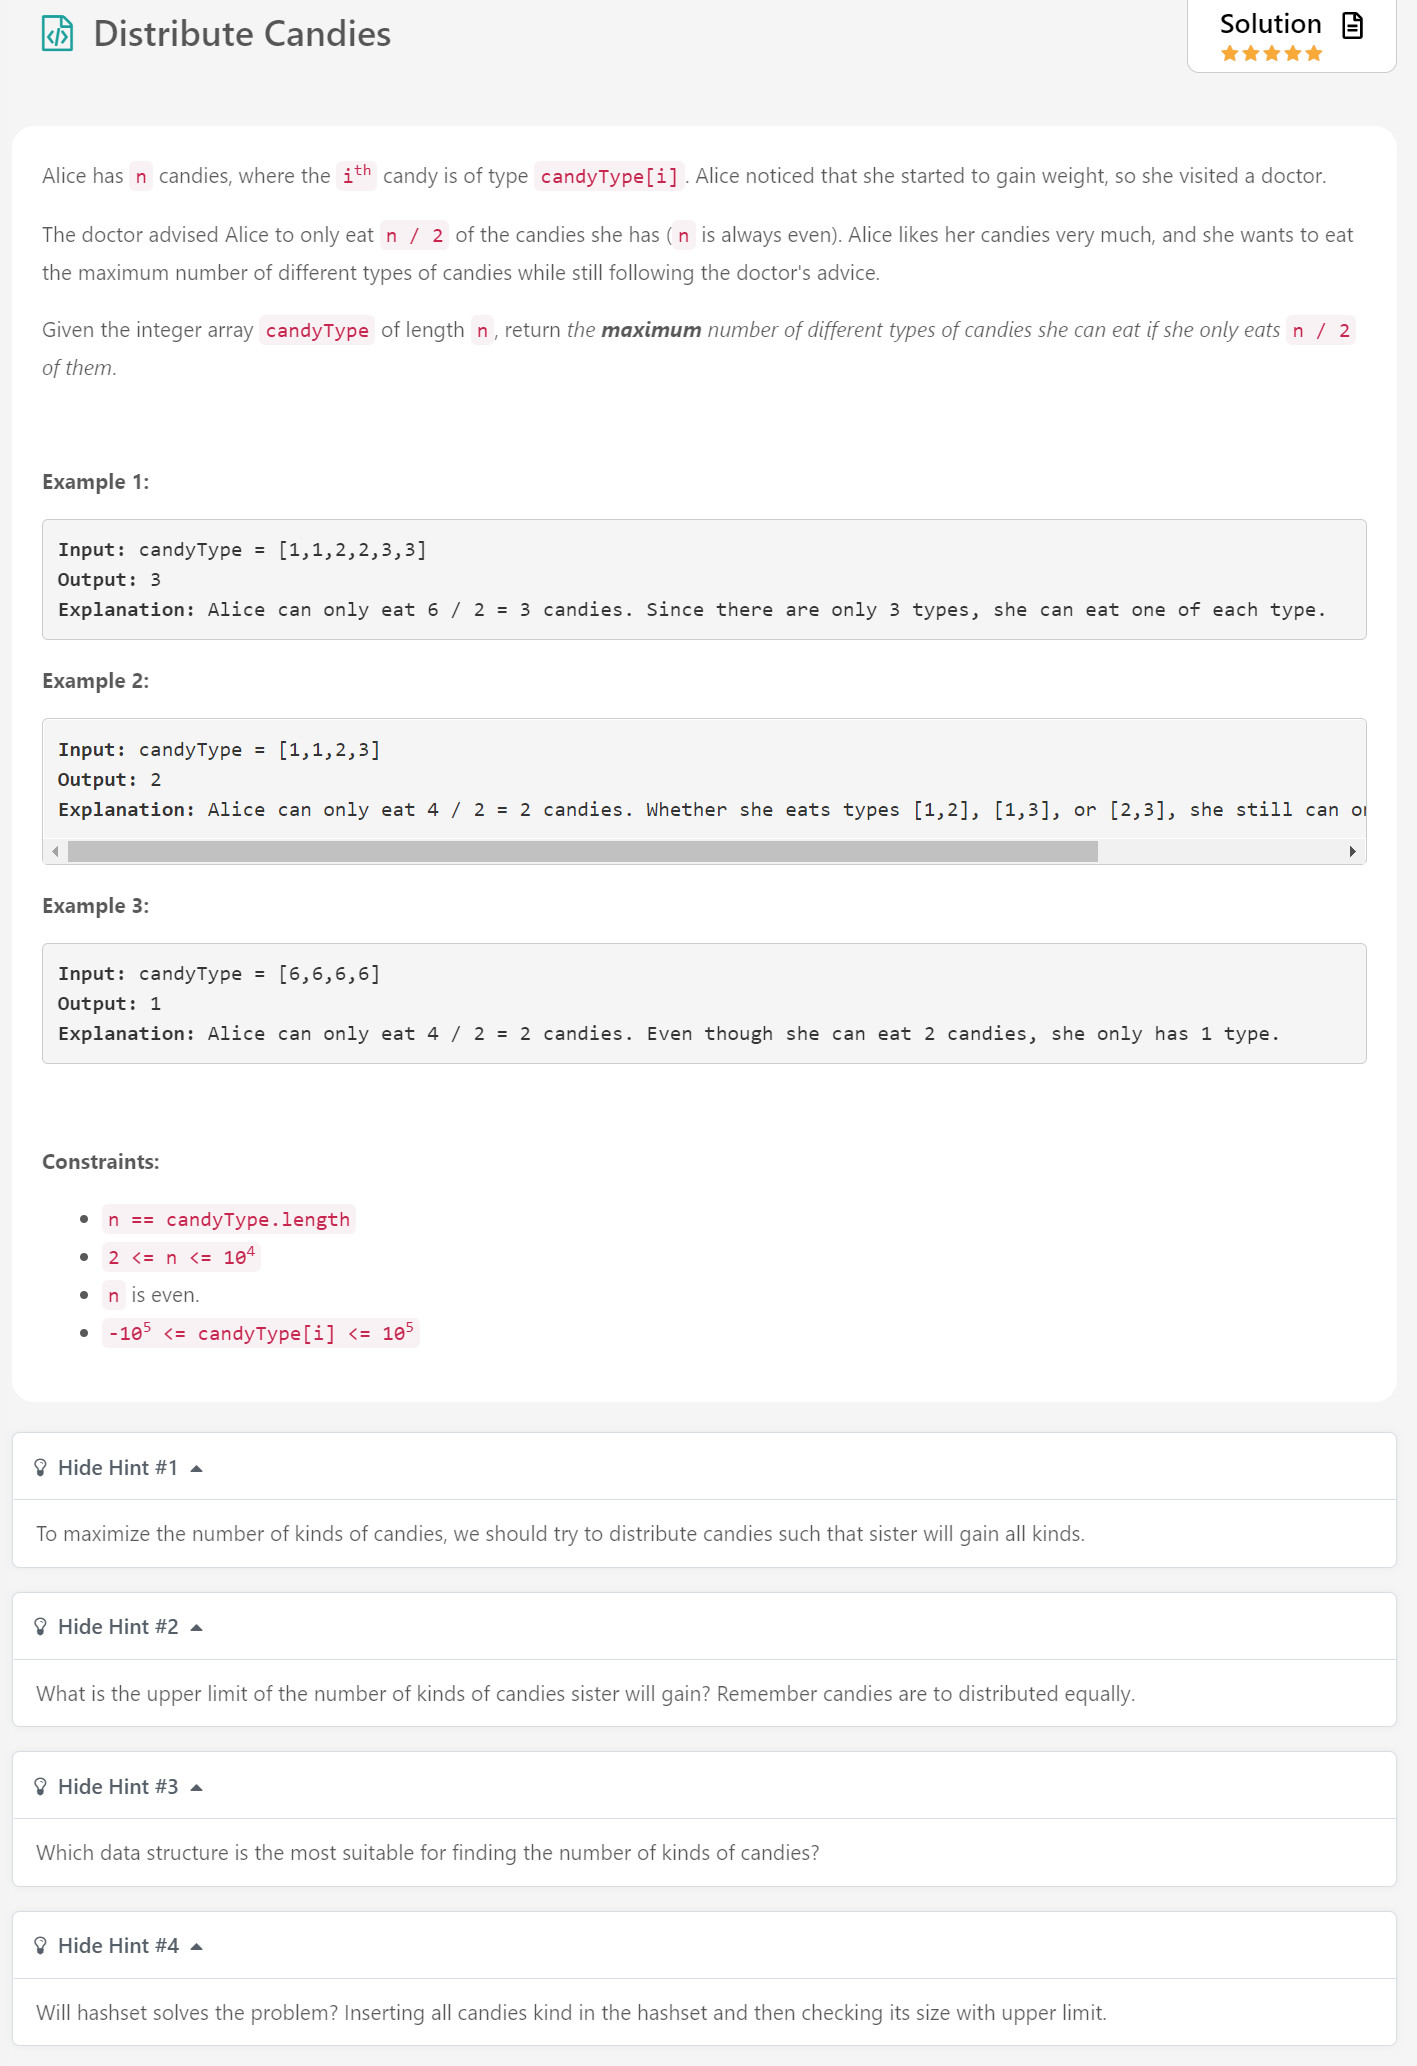 Distribute Candies
Solution
Alice has n candies, where the ith candy is of type candyType[i]. Alice noticed that she started to gain weight, so she visited a doctor.
The doctor advised Alice to only eat n / 2 of the candies she has (n is always even). Alice likes her candies very much, and she wants to eat
the maximum number of different types of candies while still following the doctor's advice.
Given the integer array candyType of length n, return the maximum number of different types of candies she can eat if she only eats n / 2
of them.
Example 1:
Input: candyType = [1,1,2,2,3,3]
Output: 3
Explanation: Alice can only eat 6 / 2 = 3 candies. Since there are only 3 types, she can eat one of each type.
Example 2:
Input: candyType = [1,1,2,3]
Output: 2
Explanation: Alice can only eat 4 / 2 = 2 candies. Whether she eats types [1,2], [1,3], or [2,3], she still can
Example 3:
Input: candyType = [6,6,6,6]
Output: 1
Explanation: Alice can only eat 4 / 2 = 2 candies. Even though she can eat 2 candies, she only has 1 type.
Constraints:
n == candyType.length
2 <= n <= 10⁴
n is even.
-10⁵ <= candyType[i] <= 10⁵
Hide Hint #1
To maximize the number of kinds of candies, we should try to distribute candies such that sister will gain all kinds.
Hide Hint #2
What is the upper limit of the number of kinds of candies sister will gain? Remember candies are to distributed equally.
Hide Hint #3
Which data structure is the most suitable for finding the number of kinds of candies?
Hide Hint #4
Will hashset solves the problem? Inserting all candies kind in the hashset and then checking its size with upper limit.